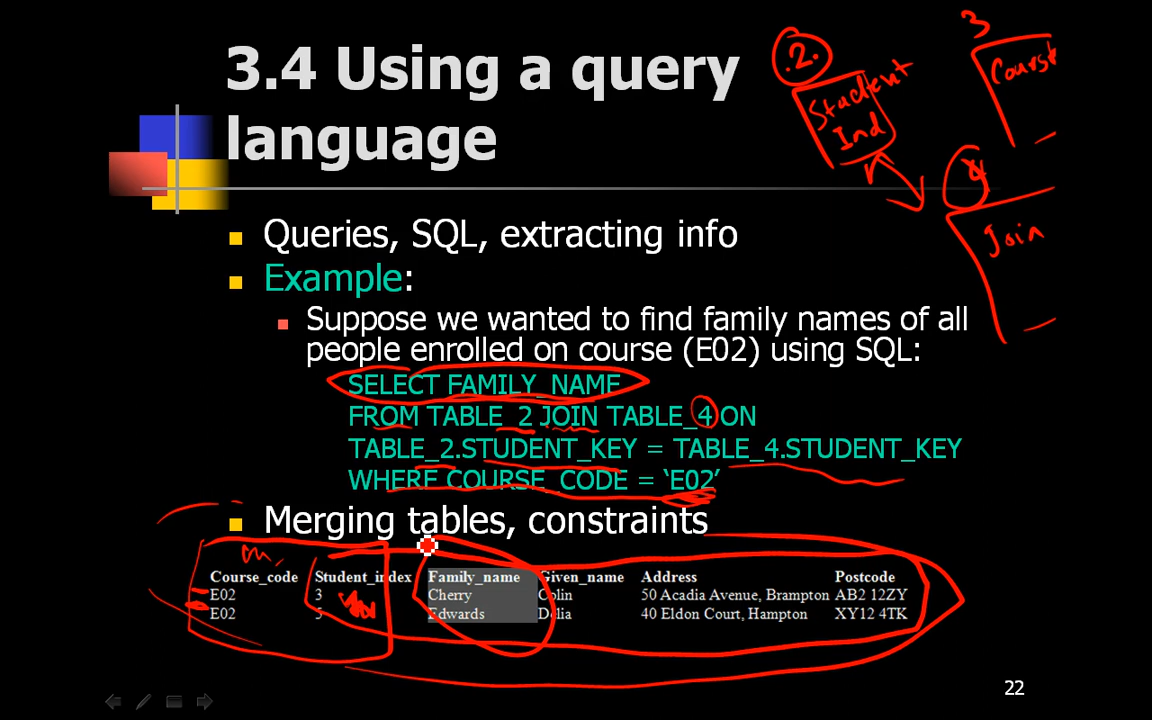 3.4 Using a query
language
.2.
Student
Ind
3
Course
4
Join
Queries, SQL, extracting info
Example:
Suppose we wanted to find family names of all
people enrolled on course (E02) using SQL:
SELECT FAMILY_NAME
FROM TABLE_2 JOIN TABLE_4 ON
TABLE_2.STUDENT_KEY = TABLE_4.STUDENT_KEY
WHERE COURSE_CODE = ‘E02’
Merging tables, constraints
Course_code Student_index Family_name Given_name Address Postcode
E02 3 Cherry Colin 50 Acadia Avenue, Brampton AB2 12ZY
E02 5 Edwards Delia 40 Eldon Court, Hampton XY12 4TK
22